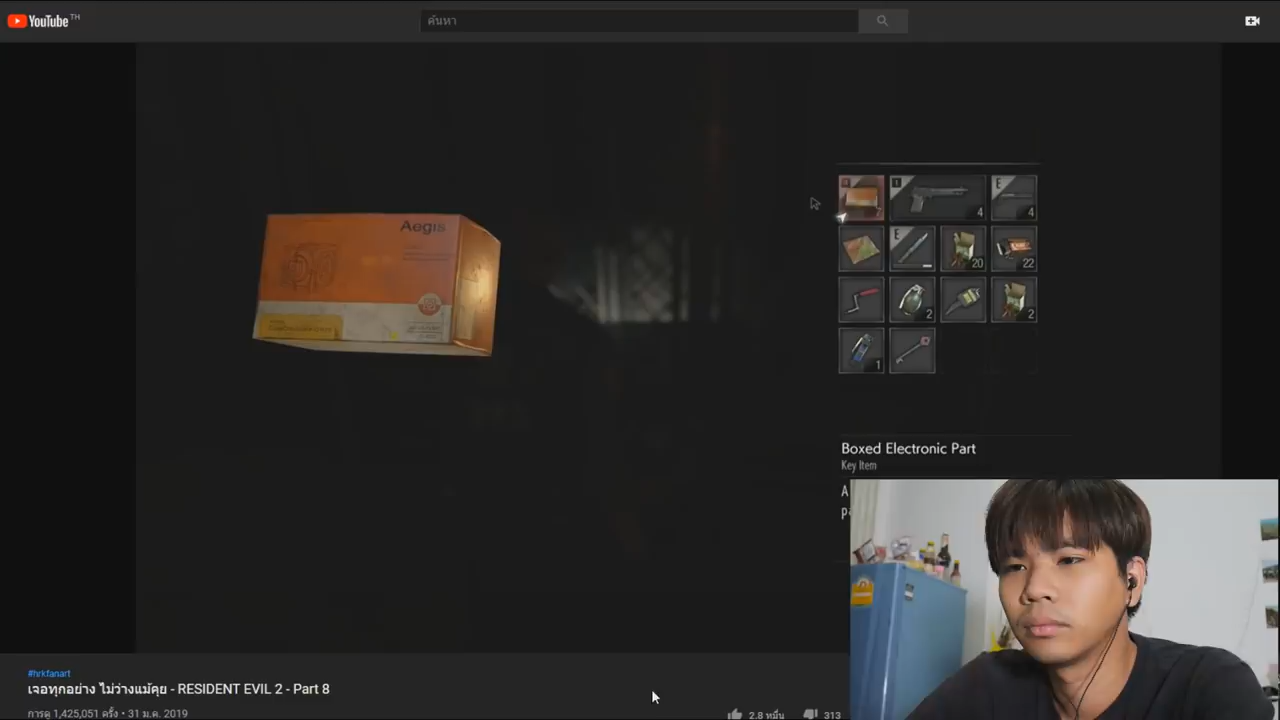 YouTube TH
ค้นหา
Aegis
4
4
20
22
2
2
1
Boxed Electronic Part
Key Item
A
pa
#hrkfanart
เจอทุกอย่าง ไม่ว่างแม้คุย - RESIDENT EVIL 2 - Part 8
การดู 1,425,051 ครั้ง • 31 ม.ค. 2019
2.8 หมื่น
313